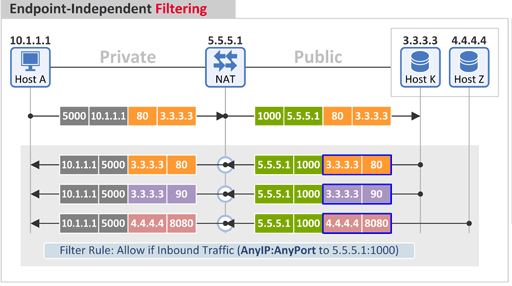 Endpoint-Independent Filtering
10.1.1.1 5.5.5.1 3.3.3.3 4.4.4.4
Private Public
Host A NAT Host K Host Z
5000 10.1.1.1 80 3.3.3.3 1000 5.5.5.1 80 3.3.3.3
10.1.1.1 5000 3.3.3.3 80 5.5.5.1 1000 3.3.3.3 80
10.1.1.1 5000 3.3.3.3 90 5.5.5.1 1000 3.3.3.3 90
10.1.1.1 5000 4.4.4.4 8080 5.5.5.1 1000 4.4.4.4 8080
Filter Rule: Allow if Inbound Traffic (AnyIP:AnyPort to 5.5.5.1:1000)